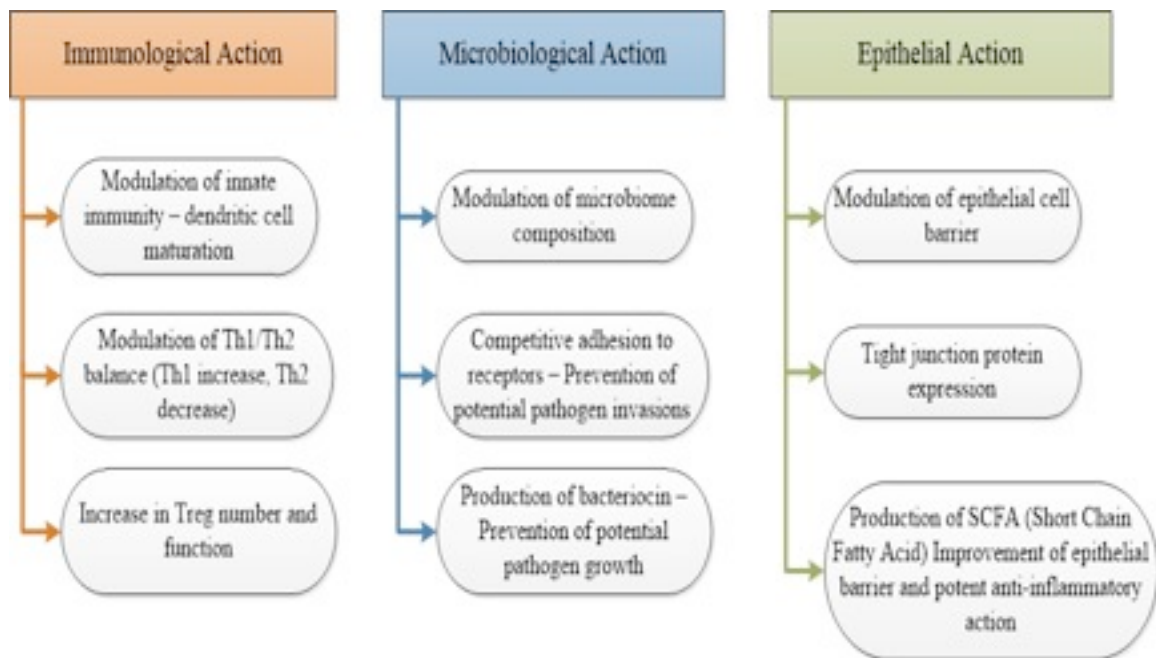 Immunological Action
Modulation of innate
immunity – dendritic cell
maturation
Modulation of Th1/Th2
balance (Th1 increase, Th2
decrease)
Increase in Treg number and
function
Microbiological Action
Modulation of microbiome
composition
Competitive adhesion to
receptors – Prevention of
potential pathogen invasions
Production of bacteriocin –
Prevention of potential
pathogen growth
Epithelial Action
Modulation of epithelial cell
barrier
Tight junction protein
expression
Production of SCFA (Short Chain
Fatty Acid) Improvement of epithelial
barrier and potent anti-inflammatory
action